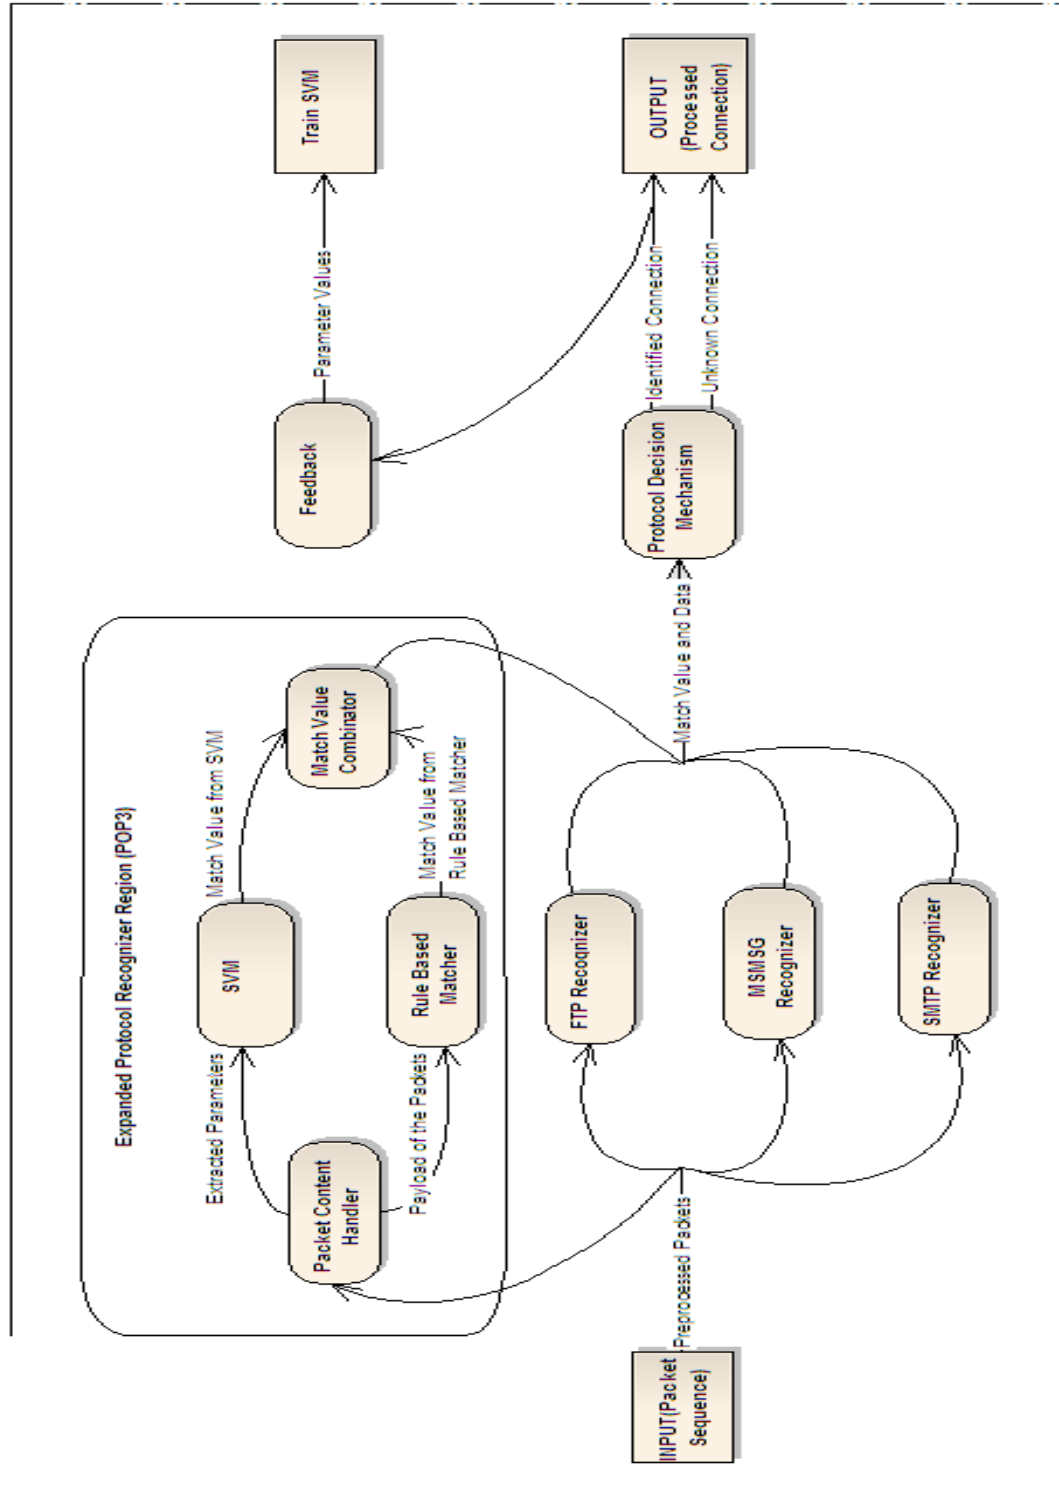 Expanded Protocol Recognizer Region (POP3)
Extracted Parameters
SVM
Match Value from SVM
Packet Content
Handler
Match Value
Combinator
Payload of the Packets
Rule Based
Matcher
Match Value from
Rule Based Matcher
Feedback
Parameter Values
Train SVM
INPUT(Packet
Sequence)
Preprocessed Packets
FTP Recognizer
MSMSG
Recognizer
SMTP Recognizer
Match Value and Data
Protocol Decision
Mechanism
Identified Connection
Unknown Connection
OUTPUT
(Processed
Connection)